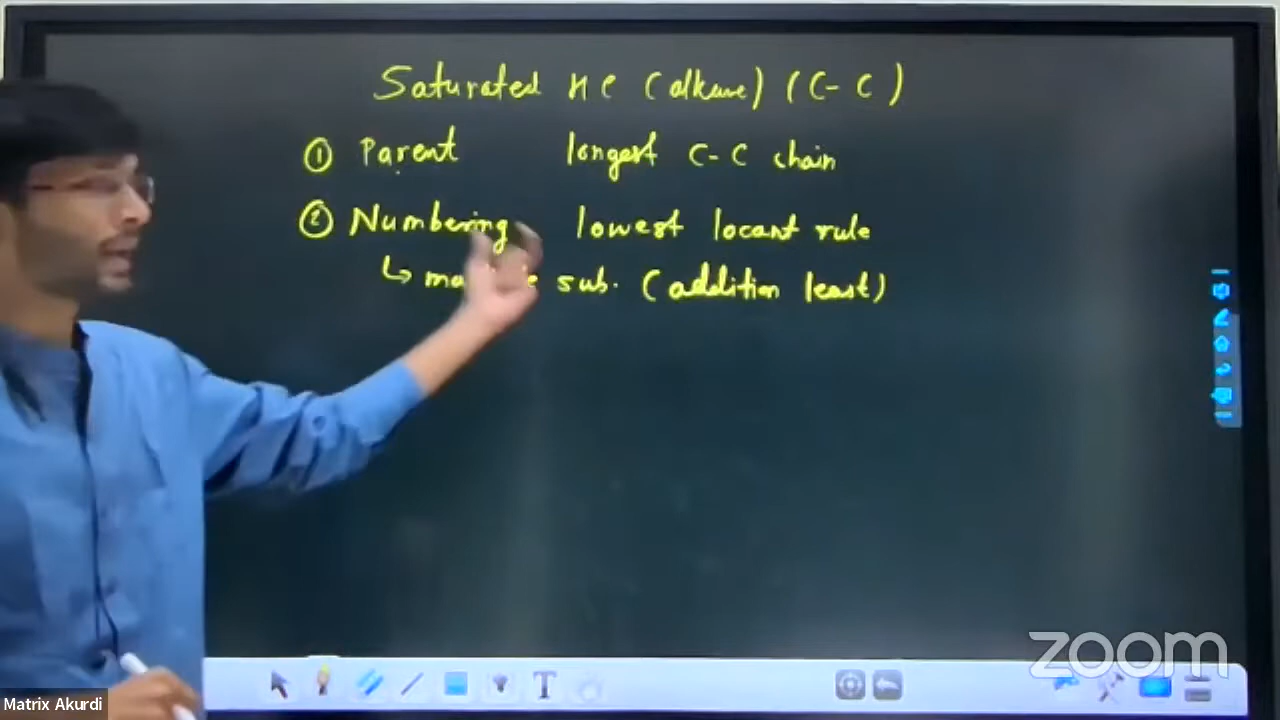 Saturated HC (alkane) (C-C)
① Parent longest C-C chain
② Numbering lowest locant rule
↳ sub. (addition least)
zoom
Matrix Akurdi